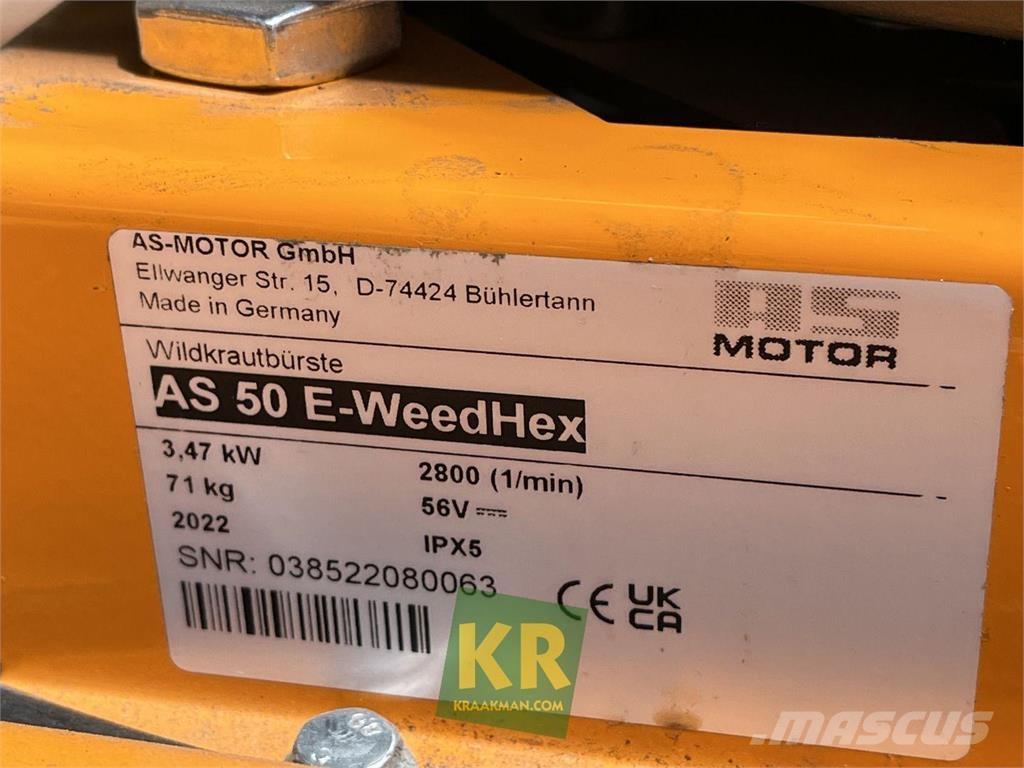 AS-MOTOR GmbH
Ellwanger Str. 15, D-74424 Bühlertann
Made in Germany
AS
MOTOR
Wildkrautbürste
AS 50 E-WeedHex
3,47 kW 2800 (1/min)
71 kg 56V
2022 IPX5
SNR: 038522080063
CE UK
CA
KR
KRAAKMAN.COM
MASCUS